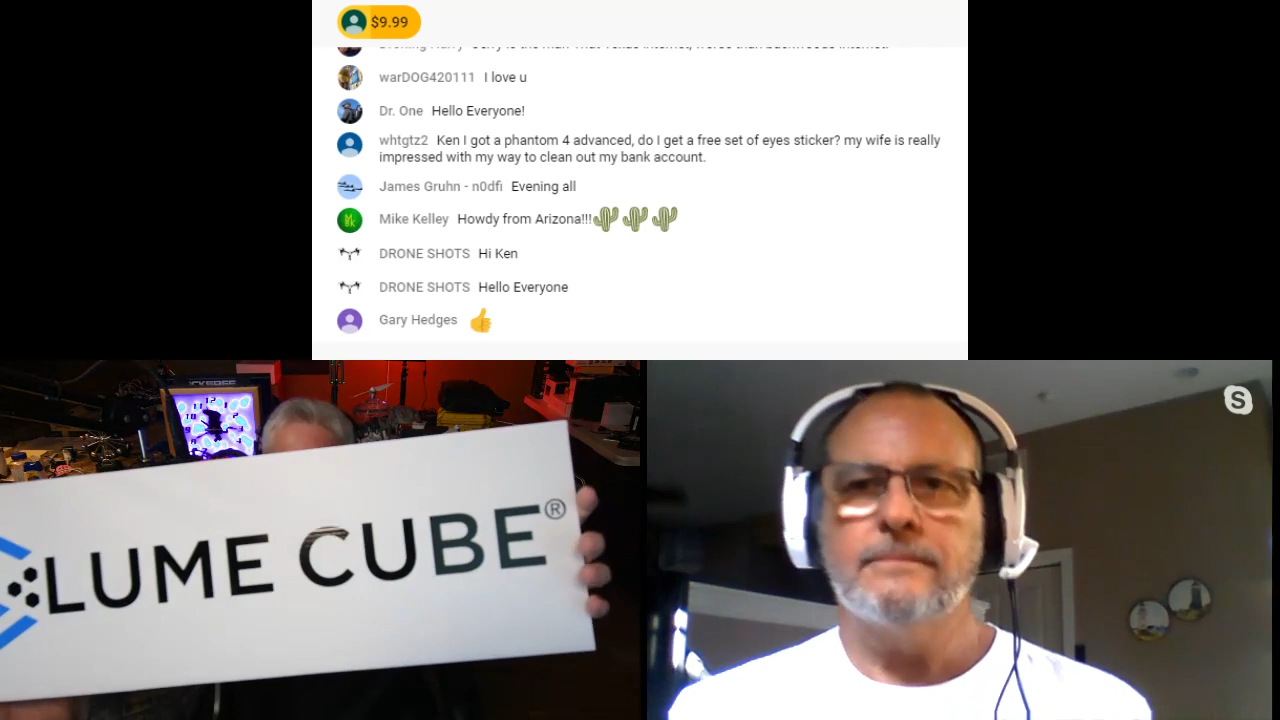 $9.99
warDOG420111 I love u
Dr. One Hello Everyone!
whtgtz2 Ken I got a phantom 4 advanced, do I get a free set of eyes sticker? my wife is really
impressed with my way to clean out my bank account.
James Gruhn - n0dfi Evening all
Mike Kelley Howdy from Arizona!!!🌵🌵🌵
DRONE SHOTS Hi Ken
DRONE SHOTS Hello Everyone
Gary Hedges 👍
LUME CUBE®
12
S